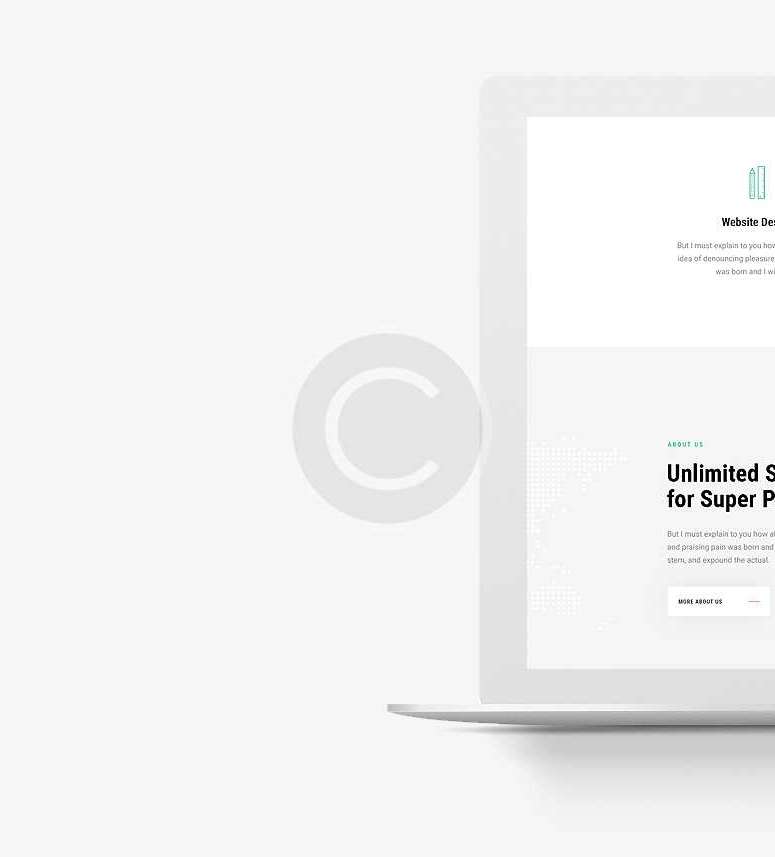 Website Des
But I must explain to you how
idea of denouncing pleasure
was born and I wi
ABOUT US
Unlimited S
for Super P
But I must explain to you how al
and praising pain was born and
stem, and expound the actual.
MORE ABOUT US